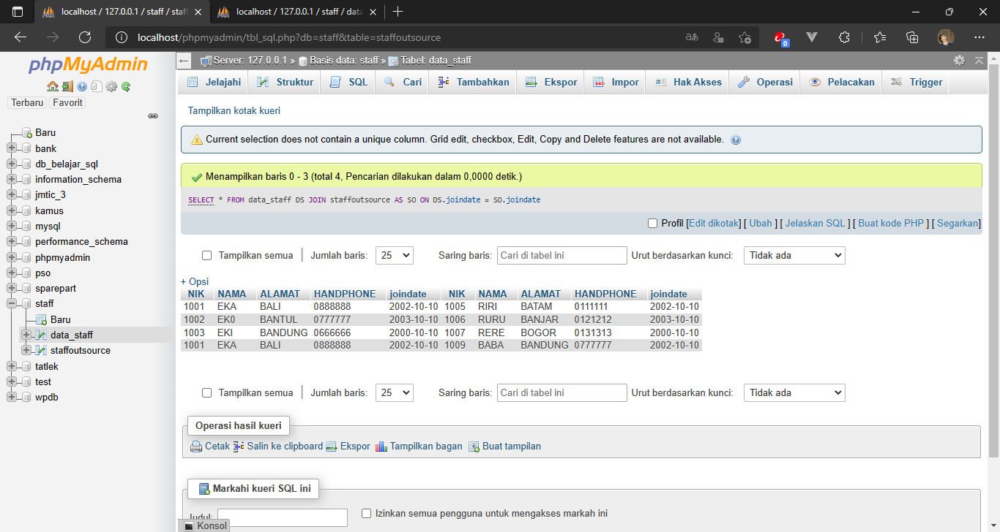 localhost / 127.0.0.1 / staff / staf
localhost / 127.0.0.1 / staff / data
localhost/phpmyadmin/tbl_sql.php?db=staff&table=staffoutsource
phpMyAdmin
Terbaru Favorit
Baru
bank
db_belajar_sql
information_schema
jmtic_3
kamus
mysql
performance_schema
phpmyadmin
pso
sparepart
staff
Baru
data_staff
staffoutsource
tatlek
test
wpdb
Server: 127.0.0.1 » Basis data: staff » Tabel: data_staff
Jelajahi Struktur SQL Cari Tambahkan Ekspor Impor Hak Akses Operasi Pelacakan Trigger
Tampilkan kotak kueri
Current selection does not contain a unique column. Grid edit, checkbox, Edit, Copy and Delete features are not available.
Menampilkan baris 0 - 3 (total 4, Pencarian dilakukan dalam 0,0000 detik.)
SELECT * FROM data_staff DS JOIN staffoutsource AS SO ON DS.joindate = SO.joindate
Profil [Edit dikotak] [ Ubah ] [ Jelaskan SQL ] [ Buat kode PHP ] [ Segarkan]
Tampilkan semua | Jumlah baris: 25 Saring baris: Cari di tabel ini Urut berdasarkan kunci: Tidak ada
+ Opsi
NIK NAMA ALAMAT HANDPHONE joindate NIK NAMA ALAMAT HANDPHONE joindate
1001 EKA BALI 0888888 2002-10-10 1005 RIRI BATAM 0111111 2002-10-10
1002 EK0 BANTUL 0777777 2003-10-10 1006 RURU BANJAR 0121212 2003-10-10
1003 EKI BANDUNG 0666666 2000-10-10 1007 RERE BOGOR 0131313 2000-10-10
1001 EKA BALI 0888888 2002-10-10 1009 BABA BANDUNG 0777777 2002-10-10
Tampilkan semua | Jumlah baris: 25 Saring baris: Cari di tabel ini Urut berdasarkan kunci: Tidak ada
Operasi hasil kueri
Cetak Salin ke clipboard Ekspor Tampilkan bagan Buat tampilan
Markahi kueri SQL ini
Judul: Izinkan semua pengguna untuk mengakses markah ini
Konsol